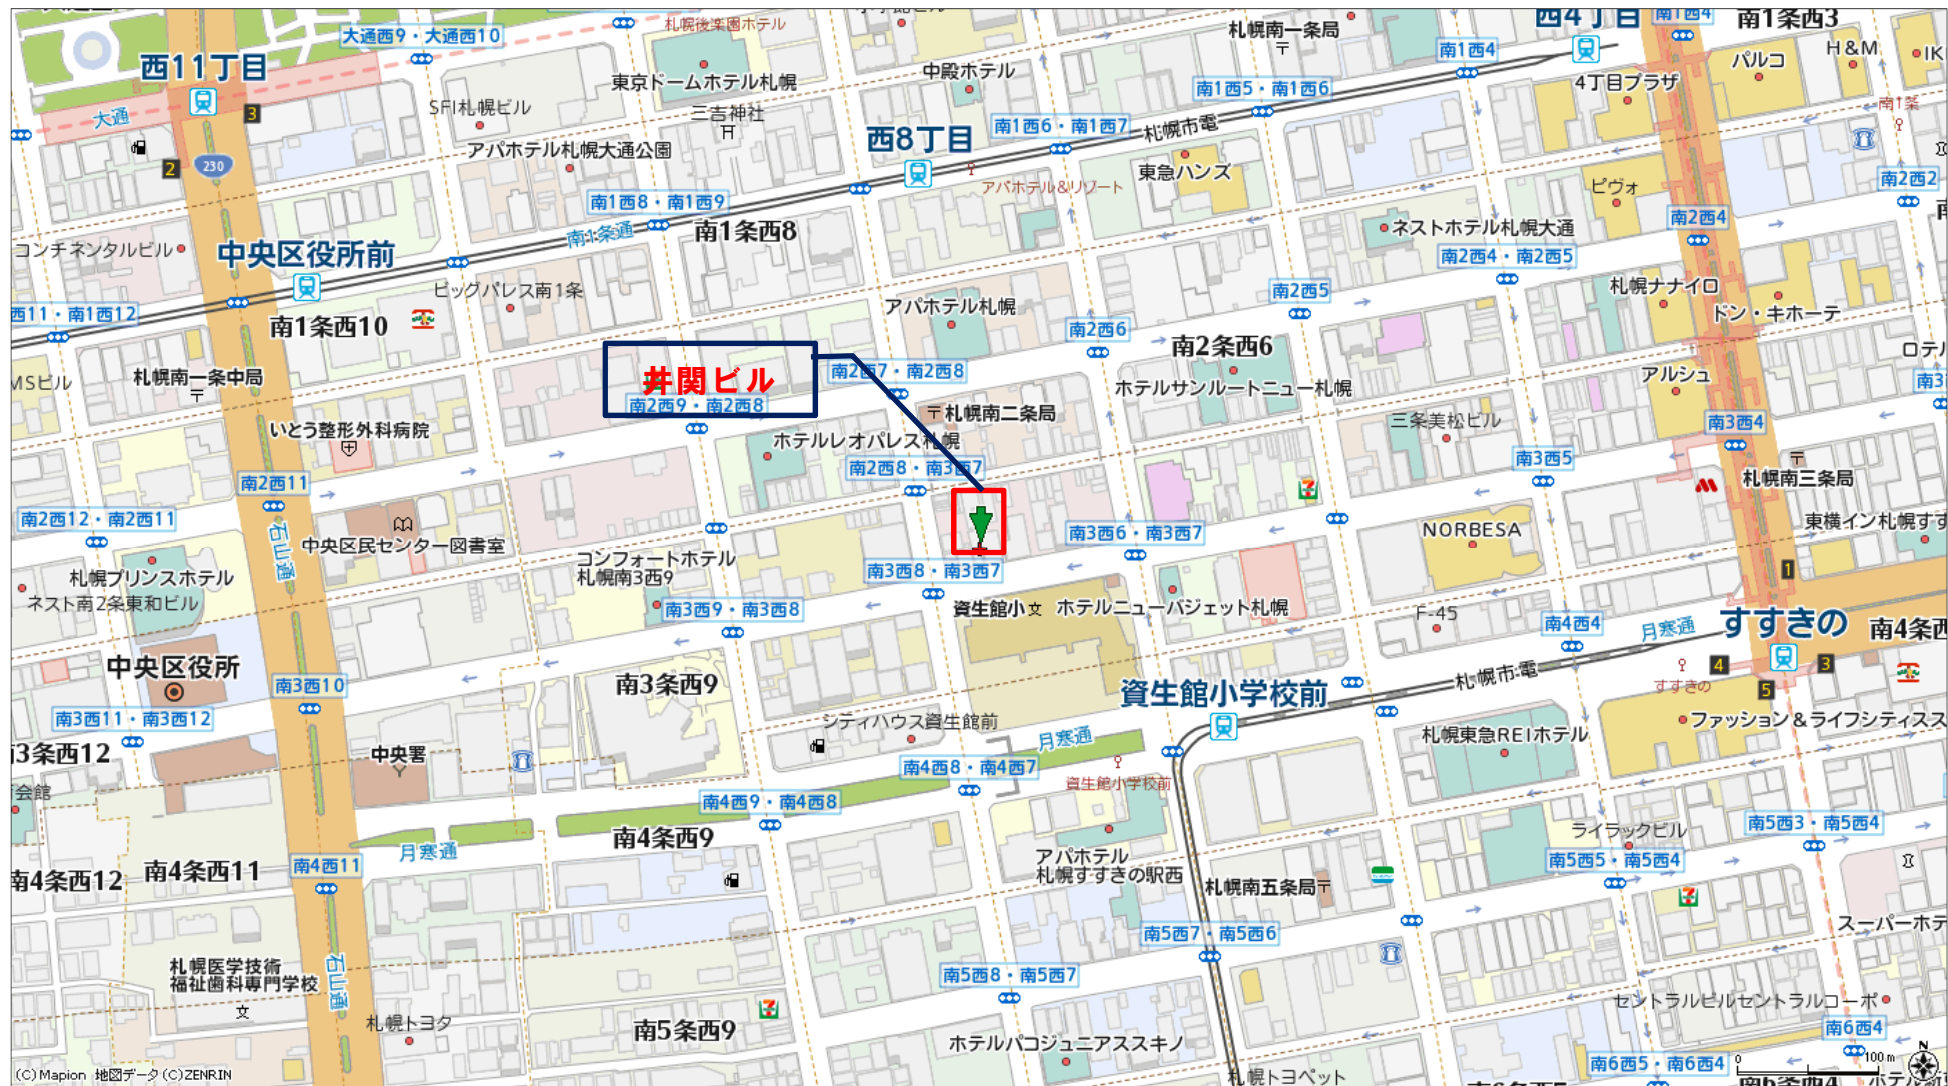 札幌後楽園ホテル
西4丁目
南1西4
南1条西3
大通西9・大通西10
西11丁目
札幌南一条局
南1西4
H&M
パルコ
IK
東京ドームホテル札幌
中殿ホテル
南1西5・南1西6
4丁目プラザ
南1条
大通
3
SFI札幌ビル
三吉神社
西8丁目
南1西6・南1西7
札幌市電
2
230
アパホテル札幌大通公園
東急ハンズ
アパホテル&リゾート
ピヴォ
南2西2
南1西8・南1西9
南1条通
南1条西8
ネストホテル札幌大通
南2西4
コンチネンタルビル
中央区役所前
南2西4・南2西5
ビッグパレス南1条
南2西5
札幌ナナイロ
ドン・キホーテ
西11・南1西12
南1条西10
アパホテル札幌
南2西6
南2条西6
ロテル
MSビル
札幌南一条中局
井関ビル
南2西7・南2西8
ホテルサンルートニュー札幌
アルシュ
南3
南2西9・南2西8
札幌南二条局
三条美松ビル
南3西4
いとう整形外科病院
ホテルレオパレス札幌
南2西8・南3西7
南3西5
札幌南三条局
南2西11
南2西12・南2西11
石山通
中央区民センター図書室
南3西6・南3西7
NORBESA
東横イン札幌すす
札幌プリンスホテル
コンフォートホテル
札幌南3西9
南3西8・南3西7
1
ネスト南2条東和ビル
南3西9・南3西8
資生館小
ホテルニューバジェット札幌
F-45
南4西4
月寒通
すすきの
南4条西
中央区役所
南3西10
南3条西9
資生館小学校前
札幌市電
4
3
5
すすきの
南3西11・南3西12
シティハウス資生館前
ファッション&ライフシティスス
南3条西12
中央署
月寒通
札幌東急REIホテル
南4西8・南4西7
資生館小学校前
会館
南4西9・南4西8
南4条西9
月寒通
ライラックビル
南5西3・南5西4
南4条西12
南4条西11
南4西11
アパホテル
札幌すすきの駅西
札幌南五条局
南5西5・南5西4
南5西7・南5西6
スーパーホテ
札幌医学技術
福祉歯科専門学校
石山通
南5西8・南5西7
セントラルビルセントラルコーポ
札幌トヨタ
南5条西9
ホテルパコジュニアススキノ
南6西4
札幌トヨペット
南6西5・南6西4
0
100m
N
(C)Mapion 地図データ(C)ZENRIN